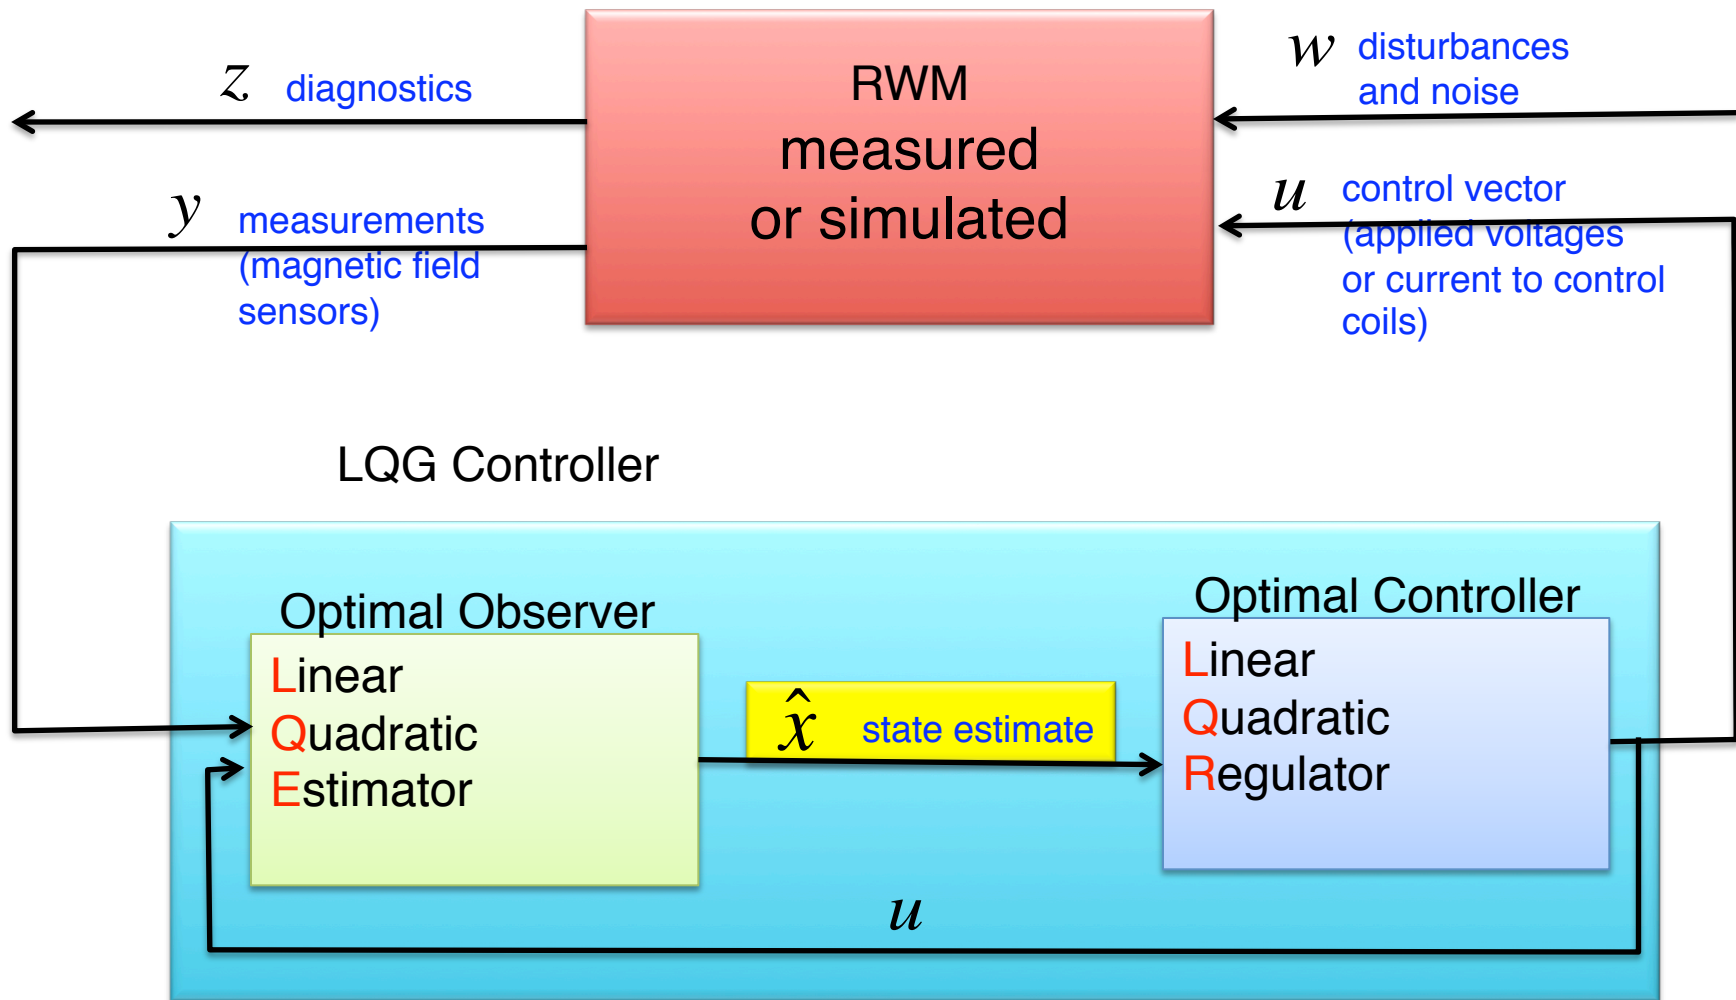 z diagnostics
y measurements
(magnetic field
sensors)
RWM
measured
or simulated
w disturbances
and noise
u control vector
(applied voltages
or current to control
coils)
LQG Controller
Optimal Observer
Linear
Quadratic
Estimator
x̂ state estimate
Optimal Controller
Linear
Quadratic
Regulator
u